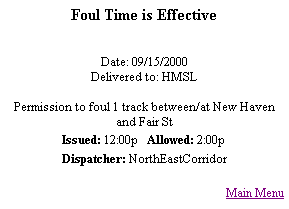 Foul Time is Effective
Date: 09/15/2000
Delivered to: HMSL
Permission to foul 1 track between/at New Haven
and Fair St
Issued: 12:00p Allowed: 2:00p
Dispatcher: NorthEastCorridor
Main Menu